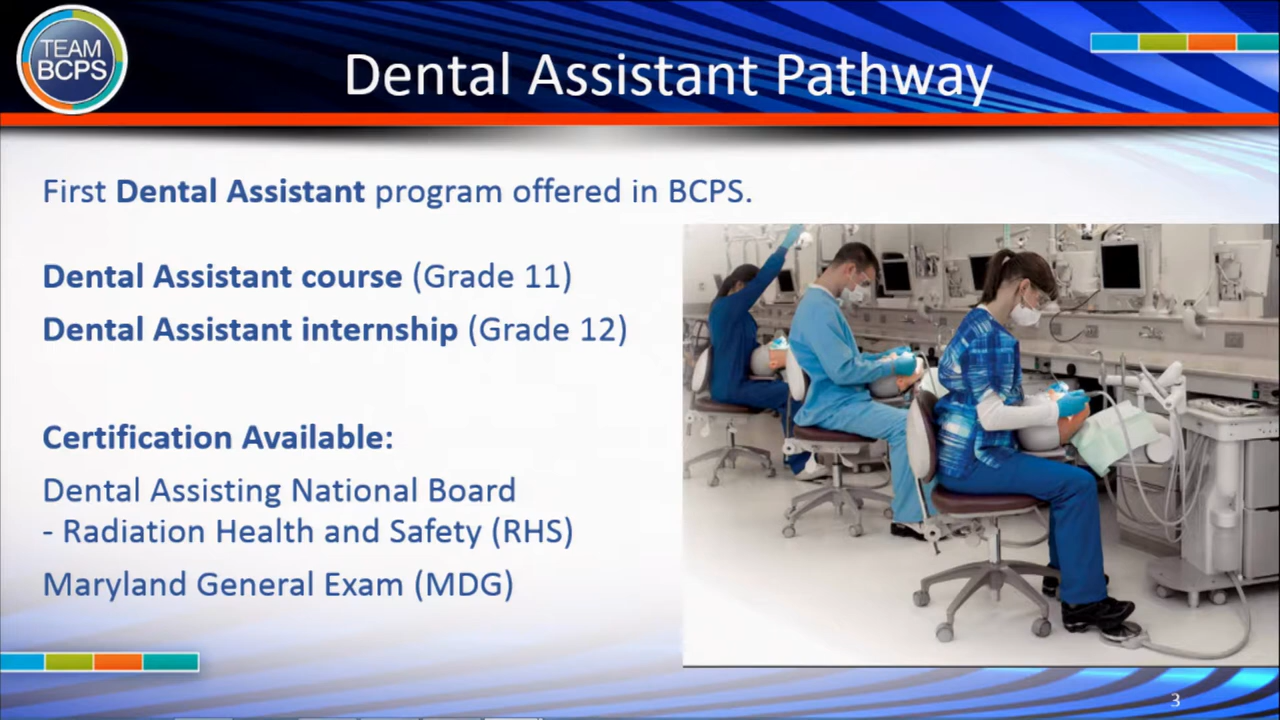 TEAM
BCPS
Dental Assistant Pathway
First Dental Assistant program offered in BCPS.
Dental Assistant course (Grade 11)
Dental Assistant internship (Grade 12)
Certification Available:
Dental Assisting National Board
- Radiation Health and Safety (RHS)
Maryland General Exam (MDG)
3